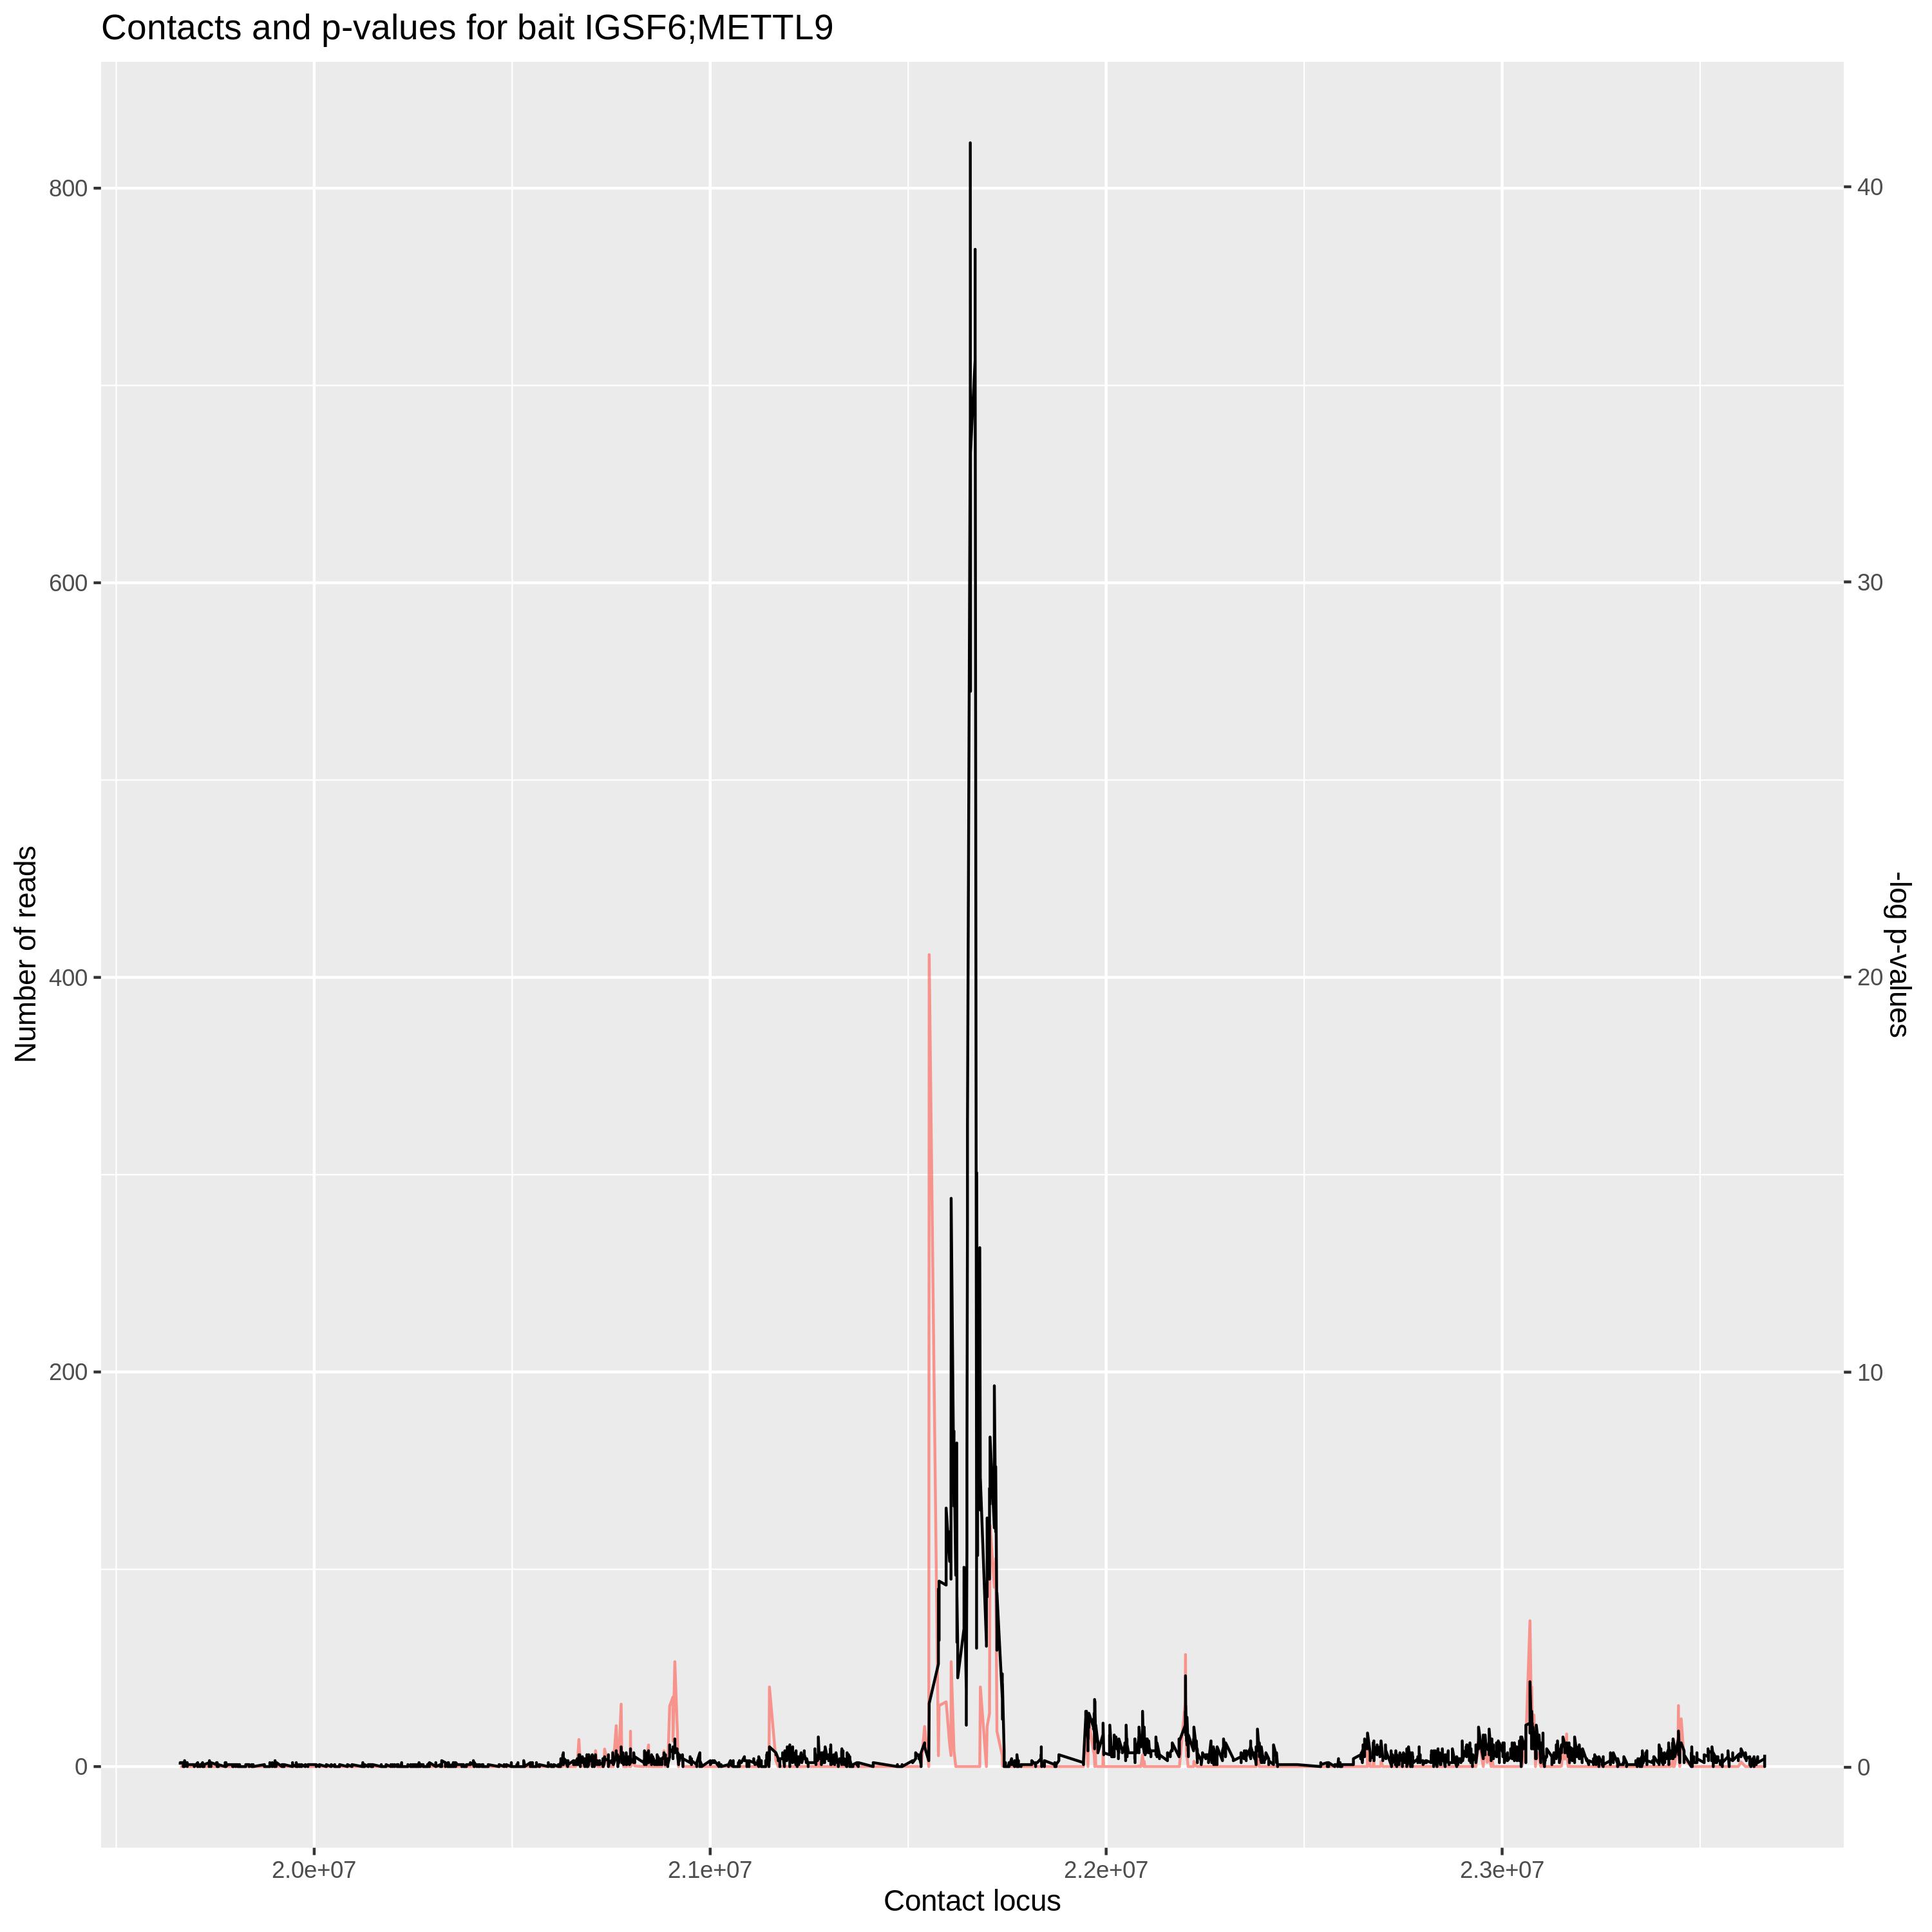 Contacts and p-values for bait IGSF6;METTL9
800
600
400
200
0
Number of reads
40
30
20
10
0
-log p-values
2.0e+07
2.1e+07
2.2e+07
2.3e+07
Contact locus